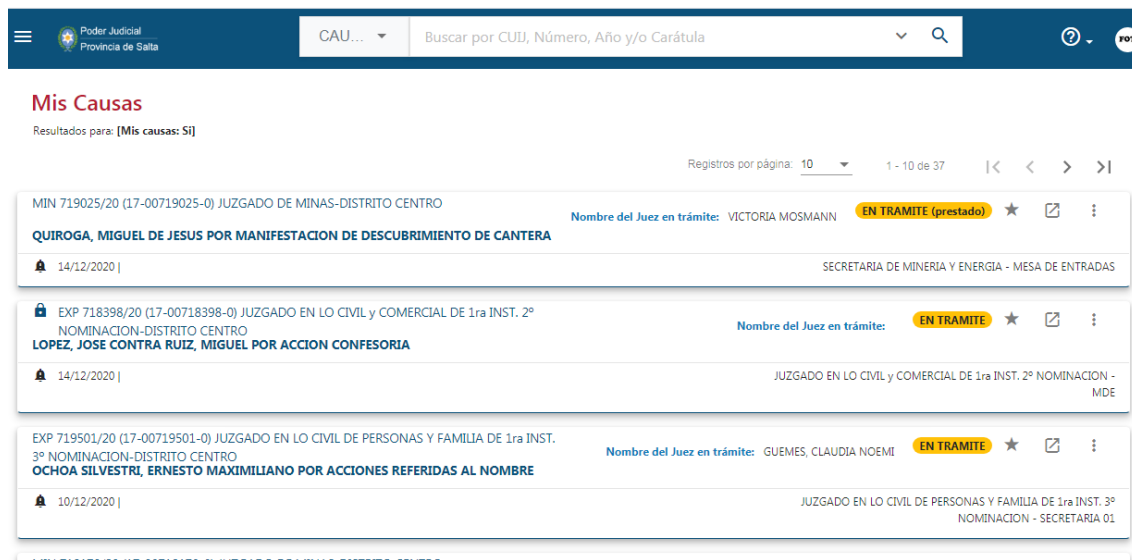 Poder Judicial
Provincia de Salta
CAU...
Buscar por CUIJ, Número, Año y/o Carátula
Mis Causas
Resultados para: [Mis causas: Si]
Registros por página: 10
1 - 10 de 37
MIN 719025/20 (17-00719025-0) JUZGADO DE MINAS-DISTRITO CENTRO
QUIROGA, MIGUEL DE JESUS POR MANIFESTACION DE DESCUBRIMIENTO DE CANTERA
Nombre del Juez en trámite: VICTORIA MOSMANN
EN TRAMITE (prestado)
14/12/2020 |
SECRETARIA DE MINERIA Y ENERGIA - MESA DE ENTRADAS
EXP 718398/20 (17-00718398-0) JUZGADO EN LO CIVIL y COMERCIAL DE 1ra INST. 2º
NOMINACION-DISTRITO CENTRO
LOPEZ, JOSE CONTRA RUIZ, MIGUEL POR ACCION CONFESORIA
Nombre del Juez en trámite:
EN TRAMITE
14/12/2020 |
JUZGADO EN LO CIVIL y COMERCIAL DE 1ra INST. 2º NOMINACION -
MDE
EXP 719501/20 (17-00719501-0) JUZGADO EN LO CIVIL DE PERSONAS Y FAMILIA DE 1ra INST.
3º NOMINACION-DISTRITO CENTRO
OCHOA SILVESTRI, ERNESTO MAXIMILIANO POR ACCIONES REFERIDAS AL NOMBRE
Nombre del Juez en trámite: GUEMES, CLAUDIA NOEMI
EN TRAMITE
10/12/2020 |
JUZGADO EN LO CIVIL DE PERSONAS Y FAMILIA DE 1ra INST. 3º
NOMINACION - SECRETARIA 01